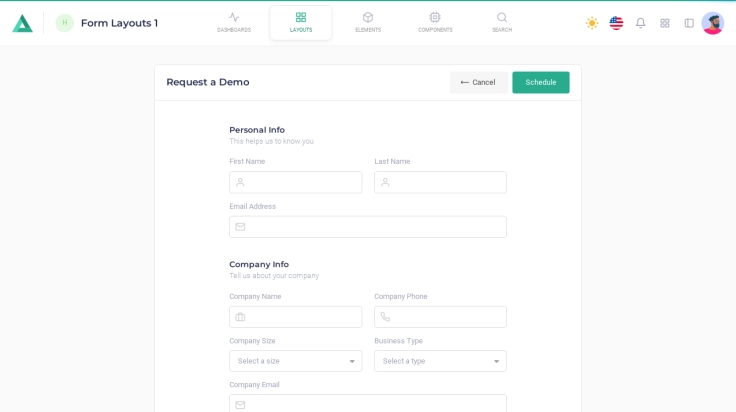 H
Form Layouts 1
DASHBOARDS
LAYOUTS
ELEMENTS
COMPONENTS
SEARCH
Request a Demo
Cancel
Schedule
Personal Info
This helps us to know you
First Name
Last Name
Email Address
Company Info
Tell us about your company
Company Name
Company Phone
Company Size
Business Type
Select a size
Select a type
Company Email